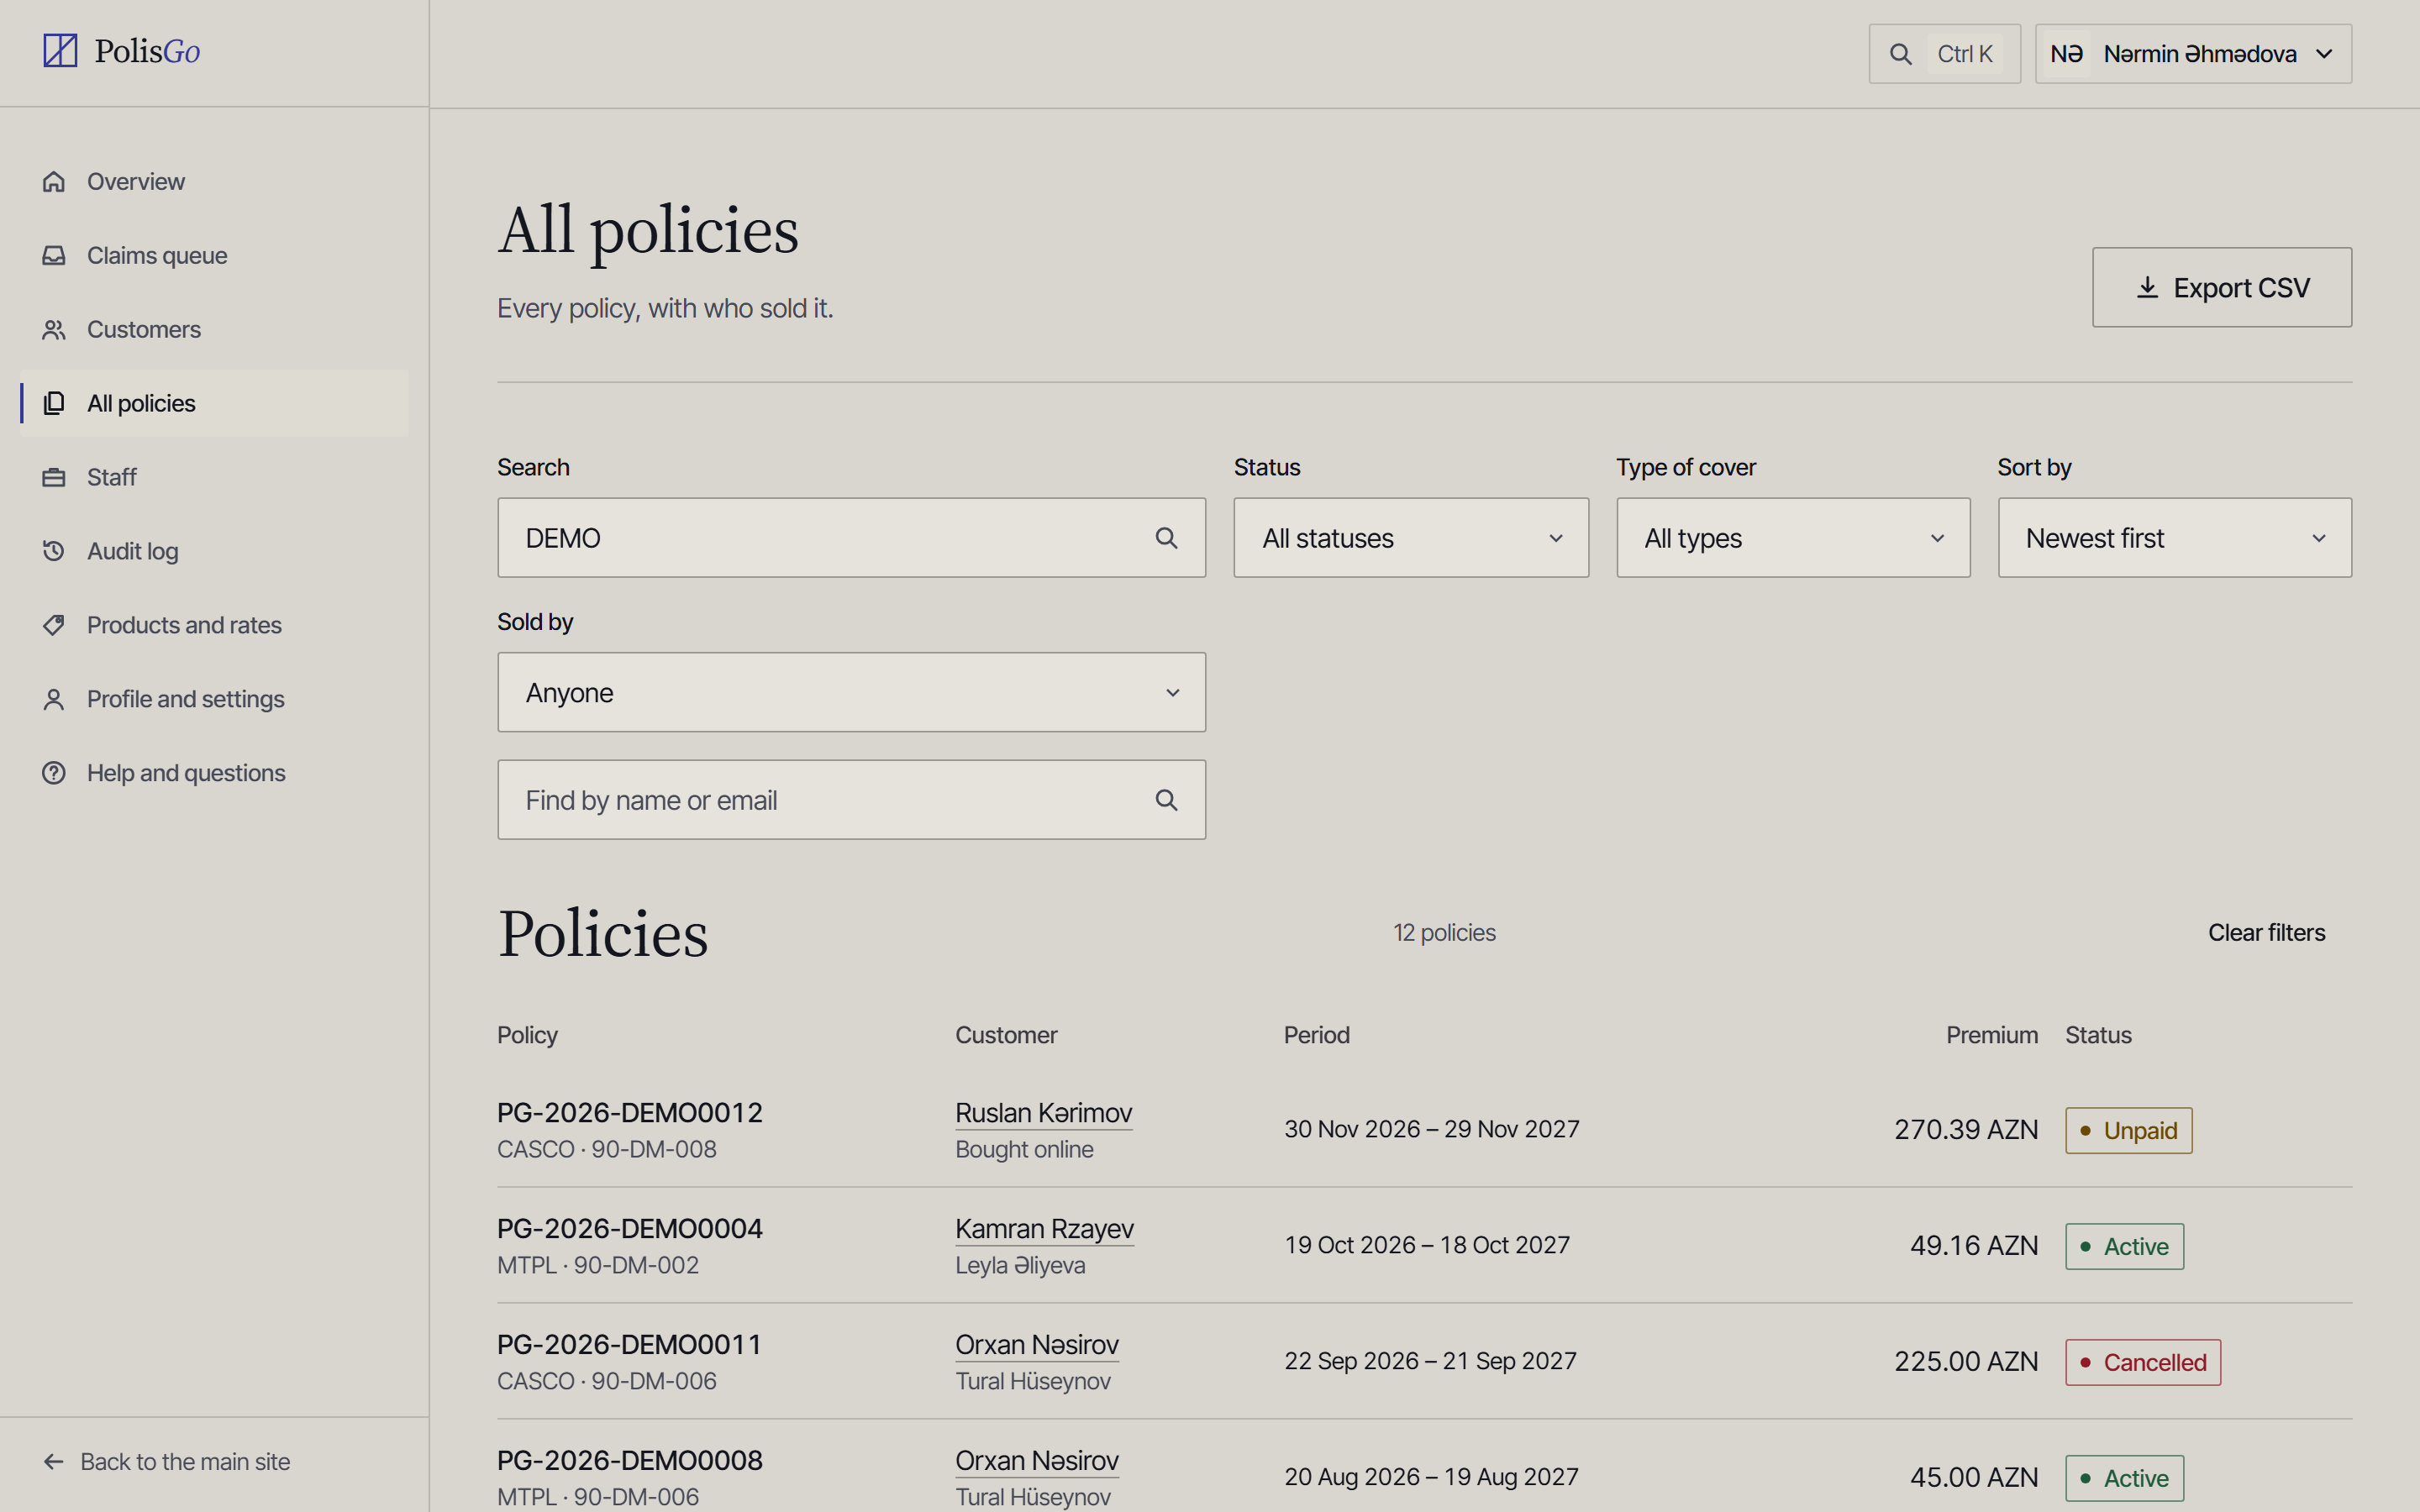 PolisGo
Ctrl K
NƏ Nərmin Əhmədova
Overview
Claims queue
Customers
All policies
Staff
Audit log
Products and rates
Profile and settings
Help and questions
Back to the main site
All policies
Every policy, with who sold it.
Export CSV
Search
DEMO
Status
All statuses
Type of cover
All types
Sort by
Newest first
Sold by
Anyone
Find by name or email
Policies
12 policies
Clear filters
Policy Customer Period Premium Status
PG-2026-DEMO0012 Ruslan Kərimov 30 Nov 2026 – 29 Nov 2027 270.39 AZN Unpaid
CASCO · 90-DM-008 Bought online
PG-2026-DEMO0004 Kamran Rzayev 19 Oct 2026 – 18 Oct 2027 49.16 AZN Active
MTPL · 90-DM-002 Leyla Əliyeva
PG-2026-DEMO0011 Orxan Nəsirov 22 Sep 2026 – 21 Sep 2027 225.00 AZN Cancelled
CASCO · 90-DM-006 Tural Hüseynov
PG-2026-DEMO0008 Orxan Nəsirov 20 Aug 2026 – 19 Aug 2027 45.00 AZN Active
MTPL · 90-DM-006 Tural Hüseynov